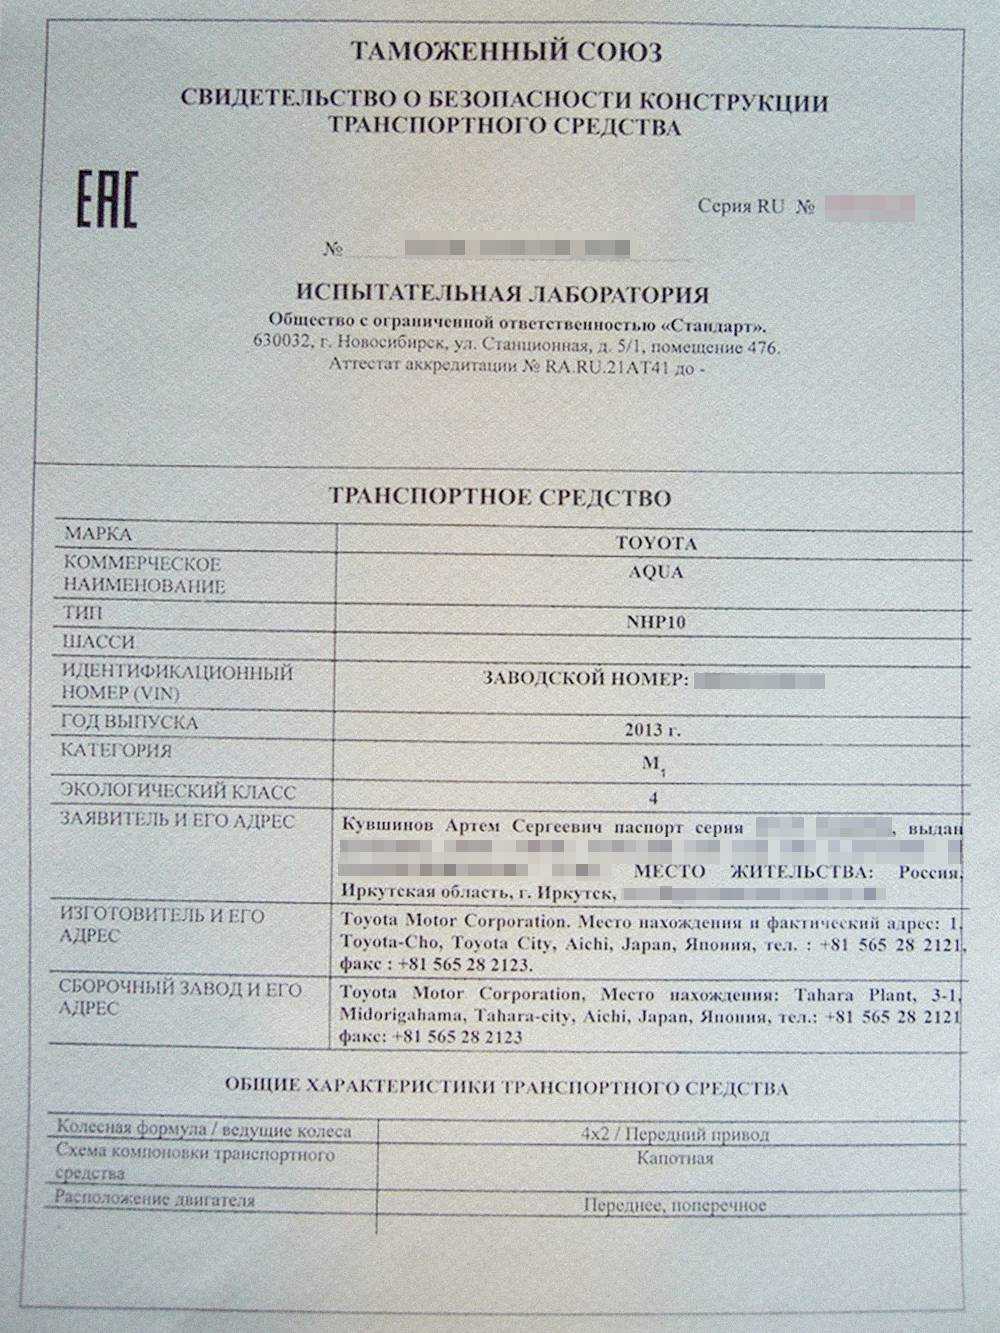 ТАМОЖЕННЫЙ СОЮЗ
СВИДЕТЕЛЬСТВО О БЕЗОПАСНОСТИ КОНСТРУКЦИИ
ТРАНСПОРТНОГО СРЕДСТВА
ЕАС
Серия RU №
№
ИСПЫТАТЕЛЬНАЯ ЛАБОРАТОРИЯ
Общество с ограниченной ответственностью «Стандарт».
630032, г. Новосибирск, ул. Станционная, д. 5/1, помещение 476.
Аттестат аккредитации № RA.RU.21АТ41 до -
ТРАНСПОРТНОЕ СРЕДСТВО
МАРКА
TOYOTA
КОММЕРЧЕСКОЕ
НАИМЕНОВАНИЕ
AQUA
ТИП
NHP10
ШАССИ
ИДЕНТИФИКАЦИОННЫЙ
НОМЕР (VIN)
ЗАВОДСКОЙ НОМЕР:
ГОД ВЫПУСКА
2013 г.
КАТЕГОРИЯ
М1
ЭКОЛОГИЧЕСКИЙ КЛАСС
4
ЗАЯВИТЕЛЬ И ЕГО АДРЕС
Кувшинов Артем Сергеевич паспорт серия , выдан
МЕСТО ЖИТЕЛЬСТВА: Россия,
Иркутская область, г. Иркутск,
ИЗГОТОВИТЕЛЬ И ЕГО
АДРЕС
Toyota Motor Corporation. Место нахождения и фактический адрес: 1,
Toyota-Cho, Toyota City, Aichi, Japan, Япония, тел. : +81 565 28 2121,
факс : +81 565 28 2123.
СБОРОЧНЫЙ ЗАВОД И ЕГО
АДРЕС
Toyota Motor Corporation, Место нахождения: Tahara Plant, 3-1,
Midorigahama, Tahara-city, Aichi, Japan, Япония, тел.: +81 565 28 2121
факс: +81 565 28 2123
ОБЩИЕ ХАРАКТЕРИСТИКИ ТРАНСПОРТНОГО СРЕДСТВА
Колесная формула / ведущие колеса
4х2 / Передний привод
Схема компоновки транспортного
средства
Капотная
Расположение двигателя
Переднее, поперечное